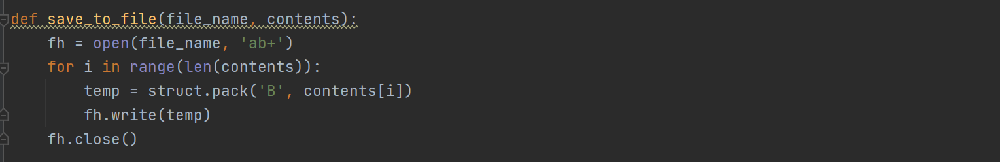 def save_to_file(file_name, contents):
    fh = open(file_name, 'ab+')
    for i in range(len(contents)):
        temp = struct.pack('B', contents[i])
        fh.write(temp)
    fh.close()